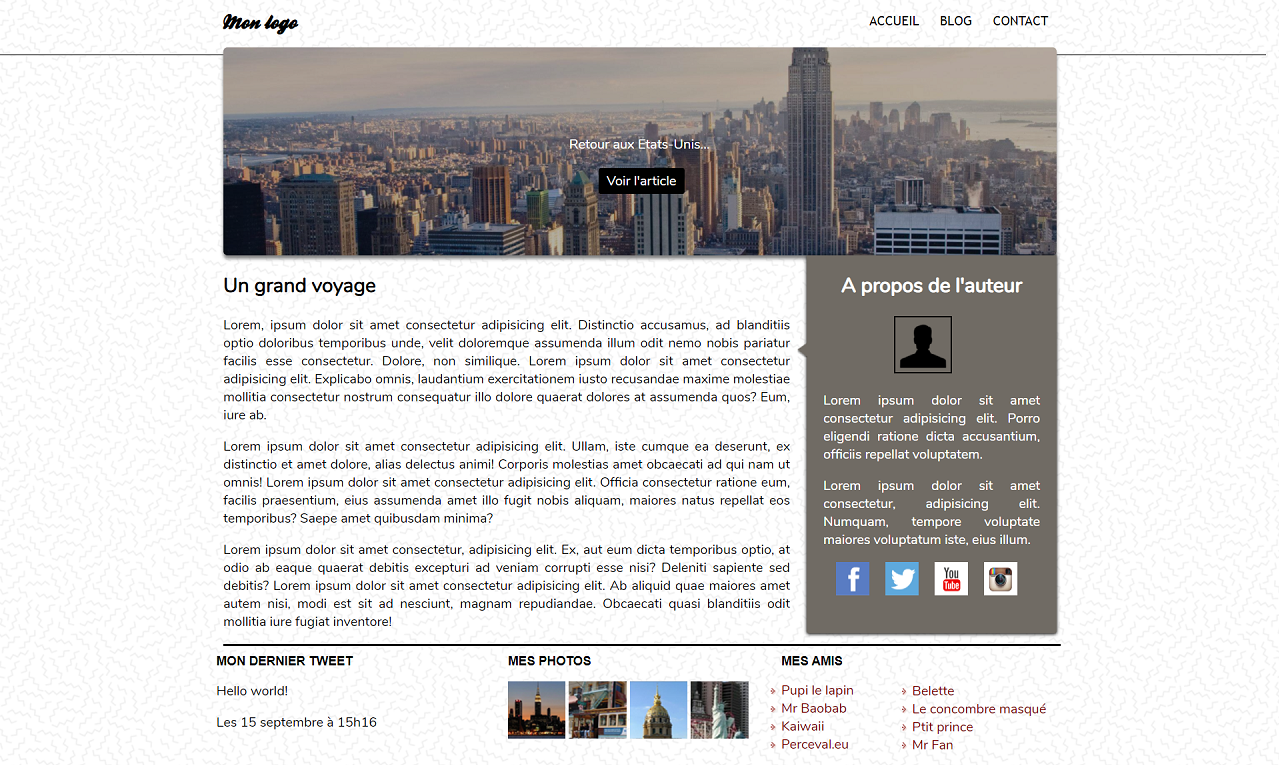 Mon logo
ACCUEIL BLOG CONTACT
Retour aux Etats-Unis...
Voir l'article
Un grand voyage
Lorem, ipsum dolor sit amet consectetur adipisicing elit. Distinctio accusamus, ad blanditiis
optio doloribus temporibus unde, velit doloremque assumenda illum odit nemo nobis pariatur
facilis esse consectetur. Dolore, non similique. Lorem ipsum dolor sit amet consectetur
adipisicing elit. Explicabo omnis, laudantium exercitationem iusto recusandae maxime molestiae
mollitia consectetur nostrum consequatur illo dolore quaerat dolores at assumenda quos? Eum,
iure ab.
Lorem ipsum dolor sit amet consectetur adipisicing elit. Ullam, iste cumque ea deserunt, ex
distinctio et amet dolore, alias delectus animi! Corporis molestias amet obcaecati ad qui nam ut
omnis! Lorem ipsum dolor sit amet consectetur adipisicing elit. Officia consectetur ratione eum,
facilis praesentium, eius assumenda amet illo fugit nobis aliquam, maiores natus repellat eos
temporibus? Saepe amet quibusdam minima?
Lorem ipsum dolor sit amet consectetur, adipisicing elit. Ex, aut eum dicta temporibus optio, at
odio ab eaque quaerat debitis excepturi ad veniam corrupti esse nisi? Deleniti sapiente sed
debitis? Lorem ipsum dolor sit amet consectetur adipisicing elit. Ab aliquid quae maiores amet
autem nisi, modi est sit ad nesciunt, magnam repudiandae. Obcaecati quasi blanditiis odit
mollitia iure fugiat inventore!
A propos de l'auteur
Lorem ipsum dolor sit amet
consectetur adipisicing elit. Porro
eligendi ratione dicta accusantium,
officiis repellat voluptatem.
Lorem ipsum dolor sit amet
consectetur, adipisicing elit.
Numquam, tempore voluptate
maiores voluptatum iste, eius illum.
f
You
Tube
MON DERNIER TWEET
Hello world!
Les 15 septembre à 15h16
MES PHOTOS
MES AMIS
Pupi le lapin
Mr Baobab
Kaiwaii
Perceval.eu
Belette
Le concombre masqué
Ptit prince
Mr Fan